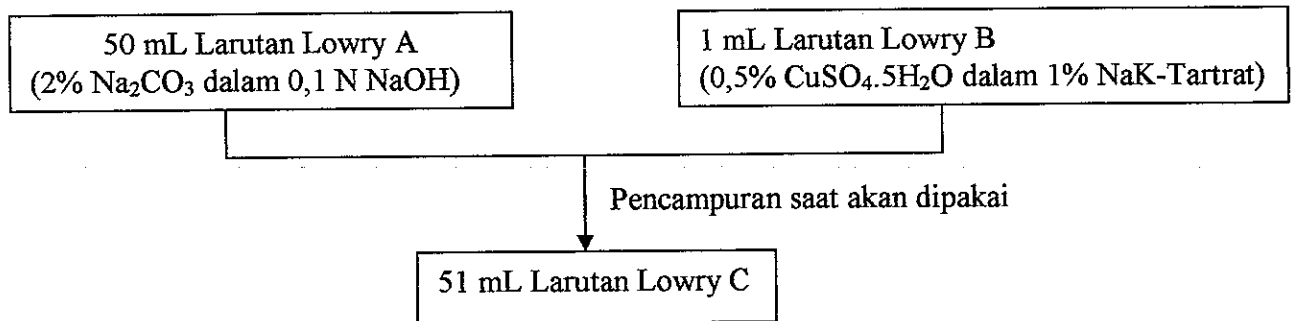 50 mL Larutan Lowry A
(2% Na₂CO₃ dalam 0,1 N NaOH)
1 mL Larutan Lowry B
(0,5% CuSO₄.5H₂O dalam 1% NaK-Tartrat)
Pencampuran saat akan dipakai
51 mL Larutan Lowry C